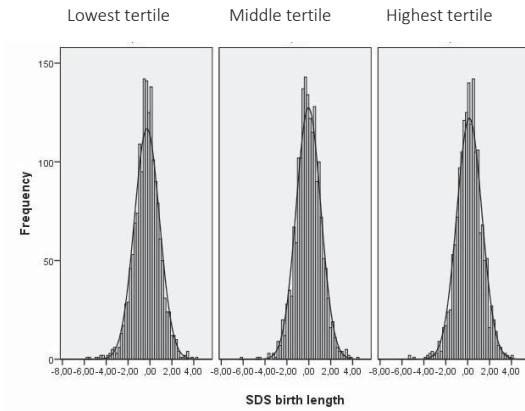 Lowest tertile Middle tertile Highest tertile
150
100
50
0
Frequency
-8,00 -6,00 -4,00 -2,00 ,00 2,00 4,00 -8,00 -6,00 -4,00 -2,00 ,00 2,00 4,00 -8,00 -6,00 -4,00 -2,00 ,00 2,00 4,00
SDS birth length